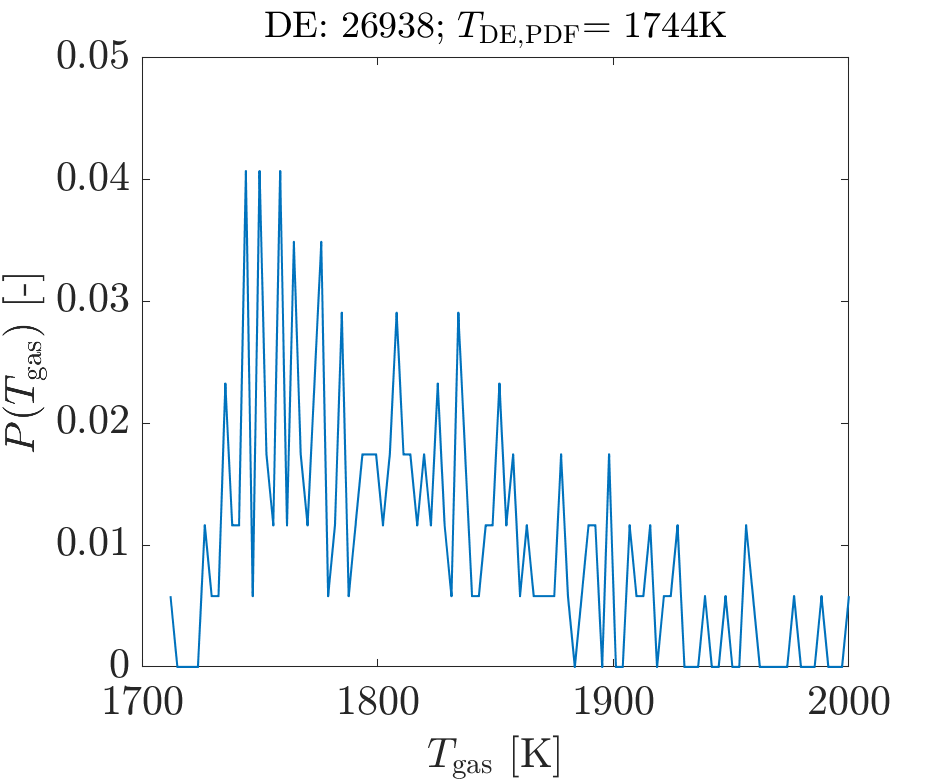 DE: 26938; T_DE,PDF= 1744K
0.05
0.04
0.03
0.02
0.01
0
P(T_gas) [-]
1700 1800 1900 2000
T_gas [K]